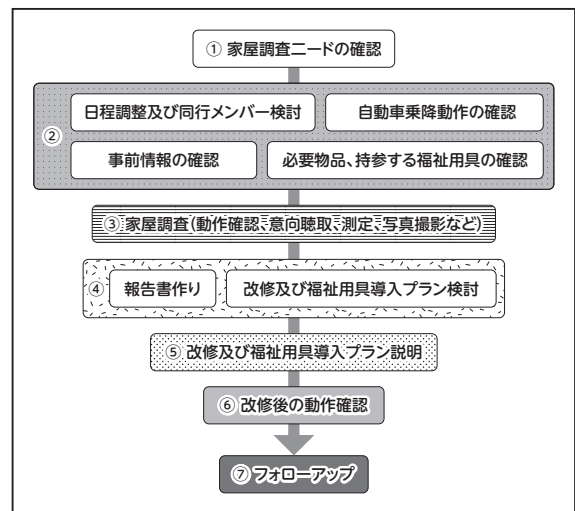 ① 家屋調査ニードの確認
②
日程調整及び同行メンバー検討
自動車乗降動作の確認
事前情報の確認
必要物品、持参する福祉用具の確認
③ 家屋調査(動作確認、意向聴取、測定、写真撮影など)
④
報告書作り
改修及び福祉用具導入プラン検討
⑤ 改修及び福祉用具導入プラン説明
⑥ 改修後の動作確認
⑦ フォローアップ